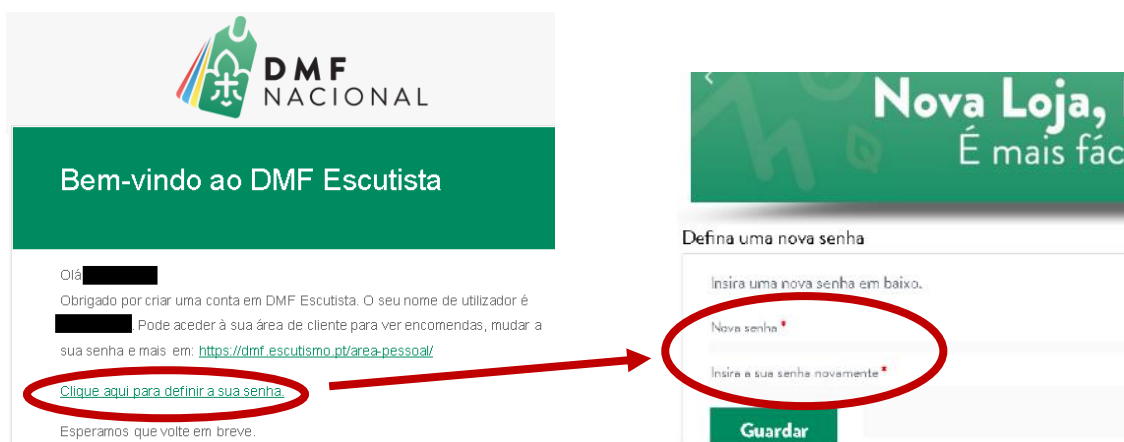 DMF
NACIONAL
Bem-vindo ao DMF Escutista
Olá
Obrigado por criar uma conta em DMF Escutista. O seu nome de utilizador é
. Pode aceder à sua área de cliente para ver encomendas, mudar a
sua senha e mais em: https://dmf.escutismo.pt/area-pessoal/
Clique aqui para definir a sua senha.
Esperamos que volte em breve.
Nova Loja,
É mais fác
Defina uma nova senha
Insira uma nova senha em baixo.
Nova senha *
Insira a sua senha novamente *
Guardar